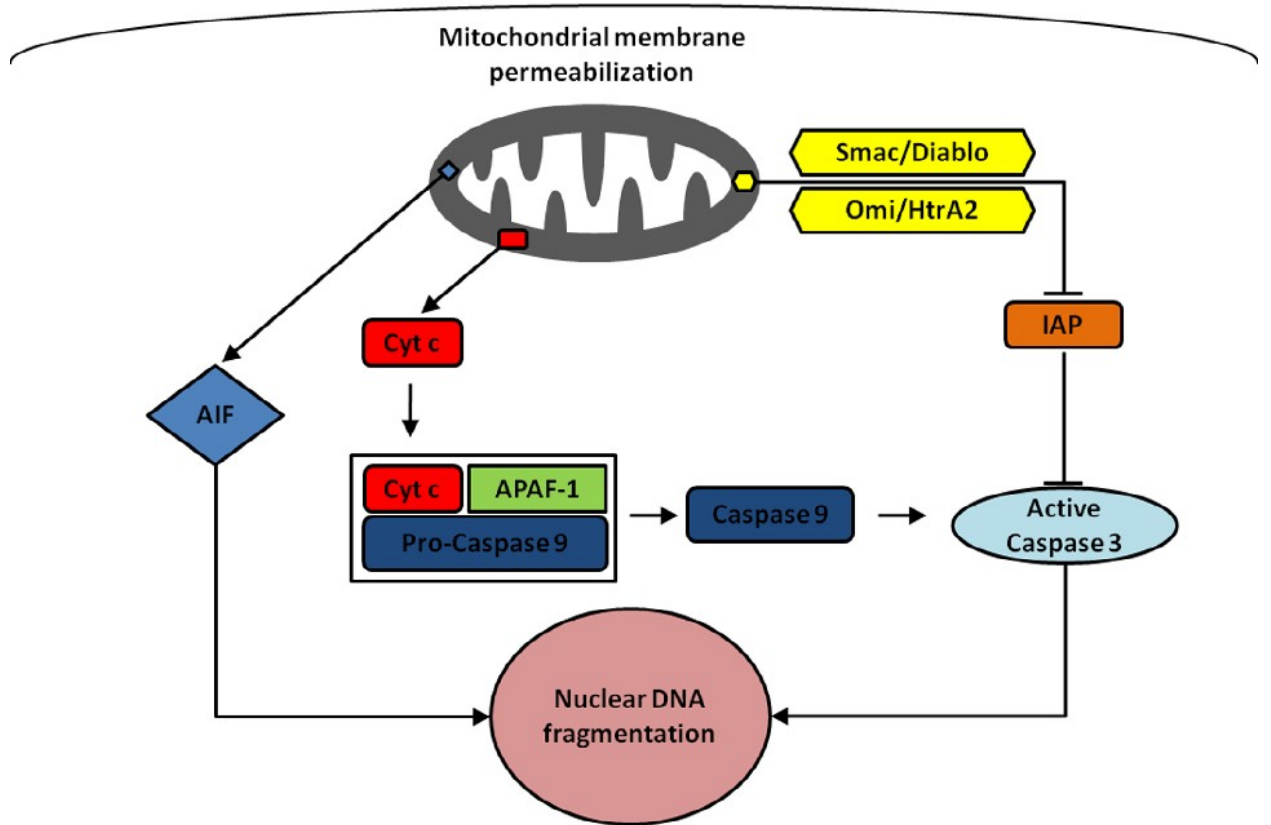 Mitochondrial membrane
permeabilization
Smac/Diablo
Omi/HtrA2
IAP
Cyt c
AIF
Cyt c
APAF-1
Pro-Caspase 9
Caspase 9
Active
Caspase 3
Nuclear DNA
fragmentation